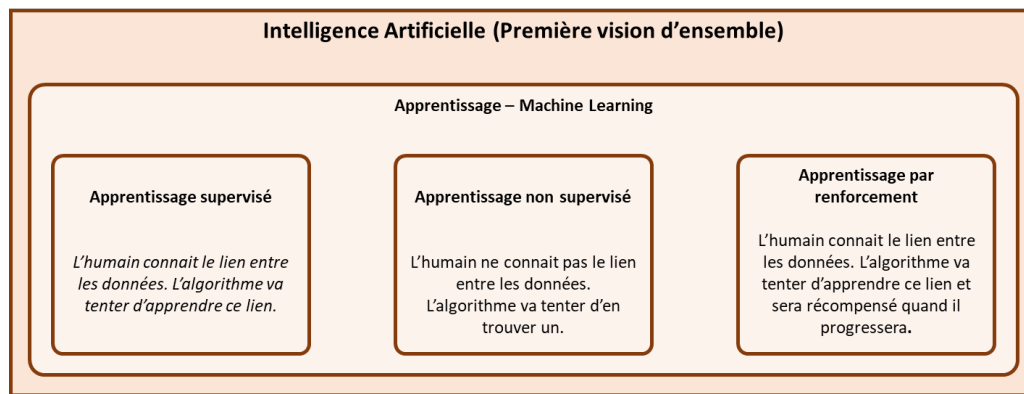 Intelligence Artificielle (Première vision d’ensemble)
Apprentissage – Machine Learning
Apprentissage supervisé
L’humain connait le lien entre
les données. L’algorithme va
tenter d’apprendre ce lien.
Apprentissage non supervisé
L’humain ne connait pas le lien
entre les données.
L’algorithme va tenter d’en
trouver un.
Apprentissage par
renforcement
L’humain connait le lien entre
les données. L’algorithme va
tenter d’apprendre ce lien et
sera récompensé quand il
progressera.